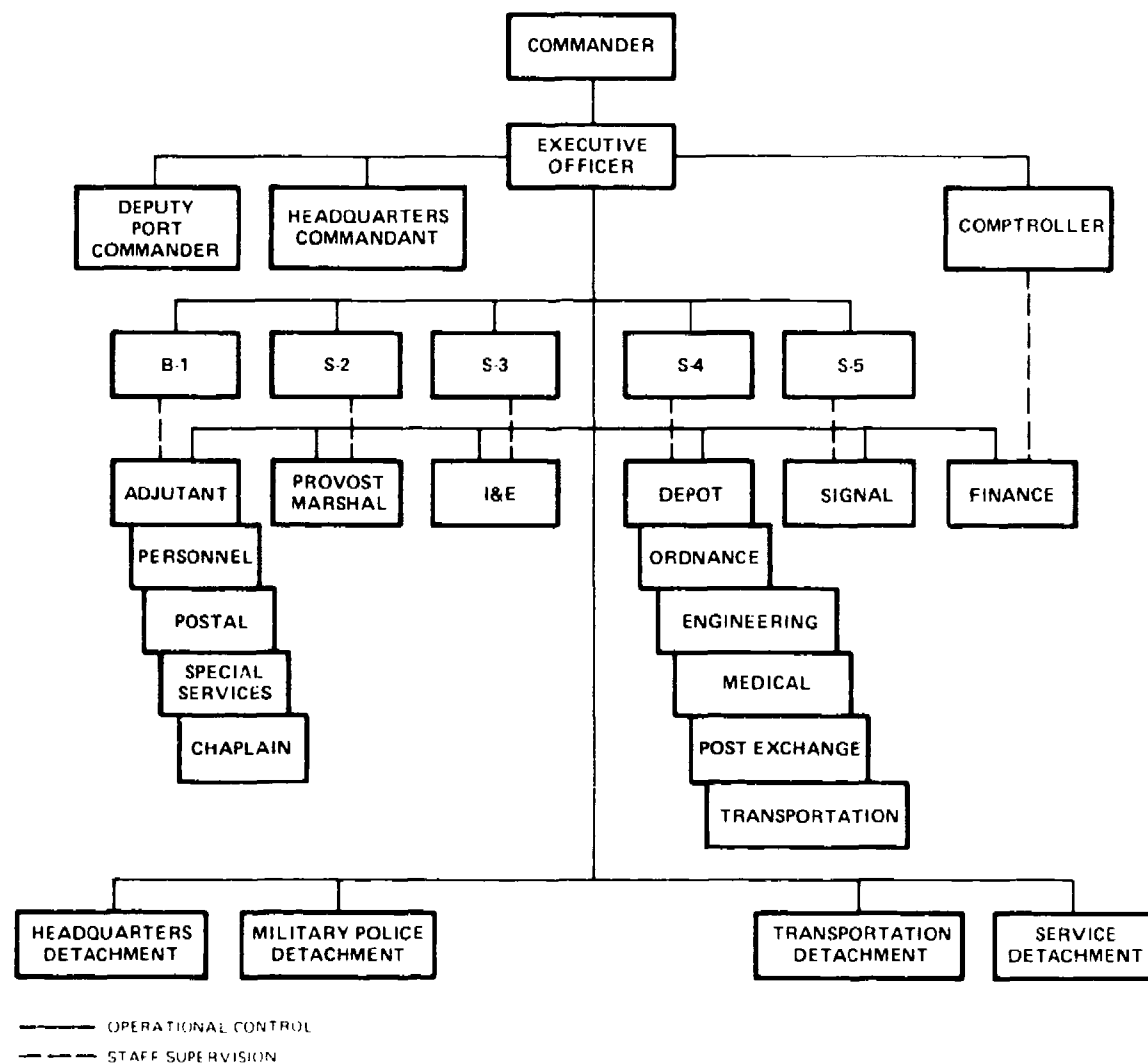 COMMANDER
EXECUTIVE
OFFICER
DEPUTY
PORT
COMMANDER
HEADQUARTERS
COMMANDANT
COMPTROLLER
B-1
S-2
S-3
S-4
S-5
ADJUTANT
PROVOST
MARSHAL
I&E
DEPOT
SIGNAL
FINANCE
PERSONNEL
ORDNANCE
POSTAL
ENGINEERING
SPECIAL
SERVICES
MEDICAL
CHAPLAIN
POST EXCHANGE
TRANSPORTATION
HEADQUARTERS
DETACHMENT
MILITARY POLICE
DETACHMENT
TRANSPORTATION
DETACHMENT
SERVICE
DETACHMENT
OPERATIONAL CONTROL
STAFF SUPERVISION